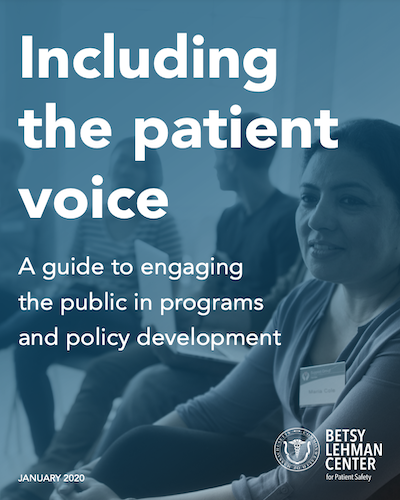 Including
the patient
voice
A guide to engaging
the public in programs
and policy development
BETSY
LEHMAN
CENTER
for Patient Safety
JANUARY 2020